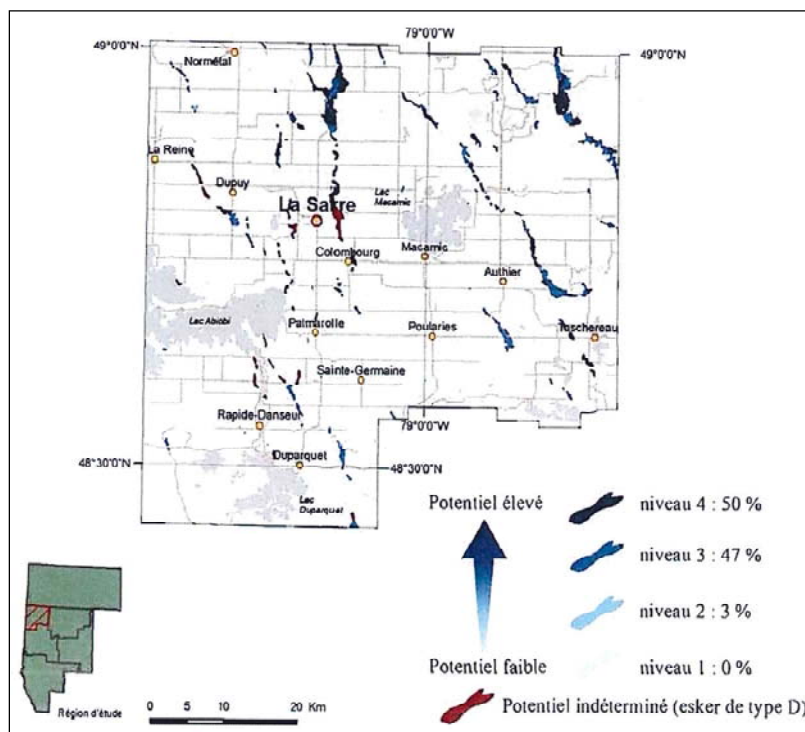 79°0'0"W
49°0'0"N
49°0'0"N
Normétal
La Reine
Dupuy
La Sarre
Lac Macamic
Colombourg
Macamic
Authier
Lac Abiobi
Palmarolle
Poularies
Taschereau
Sainte-Germaine
Rapide-Danseur
79°0'0"W
Duparquet
48°30'0"N
48°30'0"N
Lac Duparquet
Potentiel élevé
niveau 4 : 50 %
niveau 3 : 47 %
niveau 2 : 3%
Potentiel faible
niveau 1 : 0 %
Potentiel indéterminé (esker de type D)
Région d'étude
0 5 10 20 Km